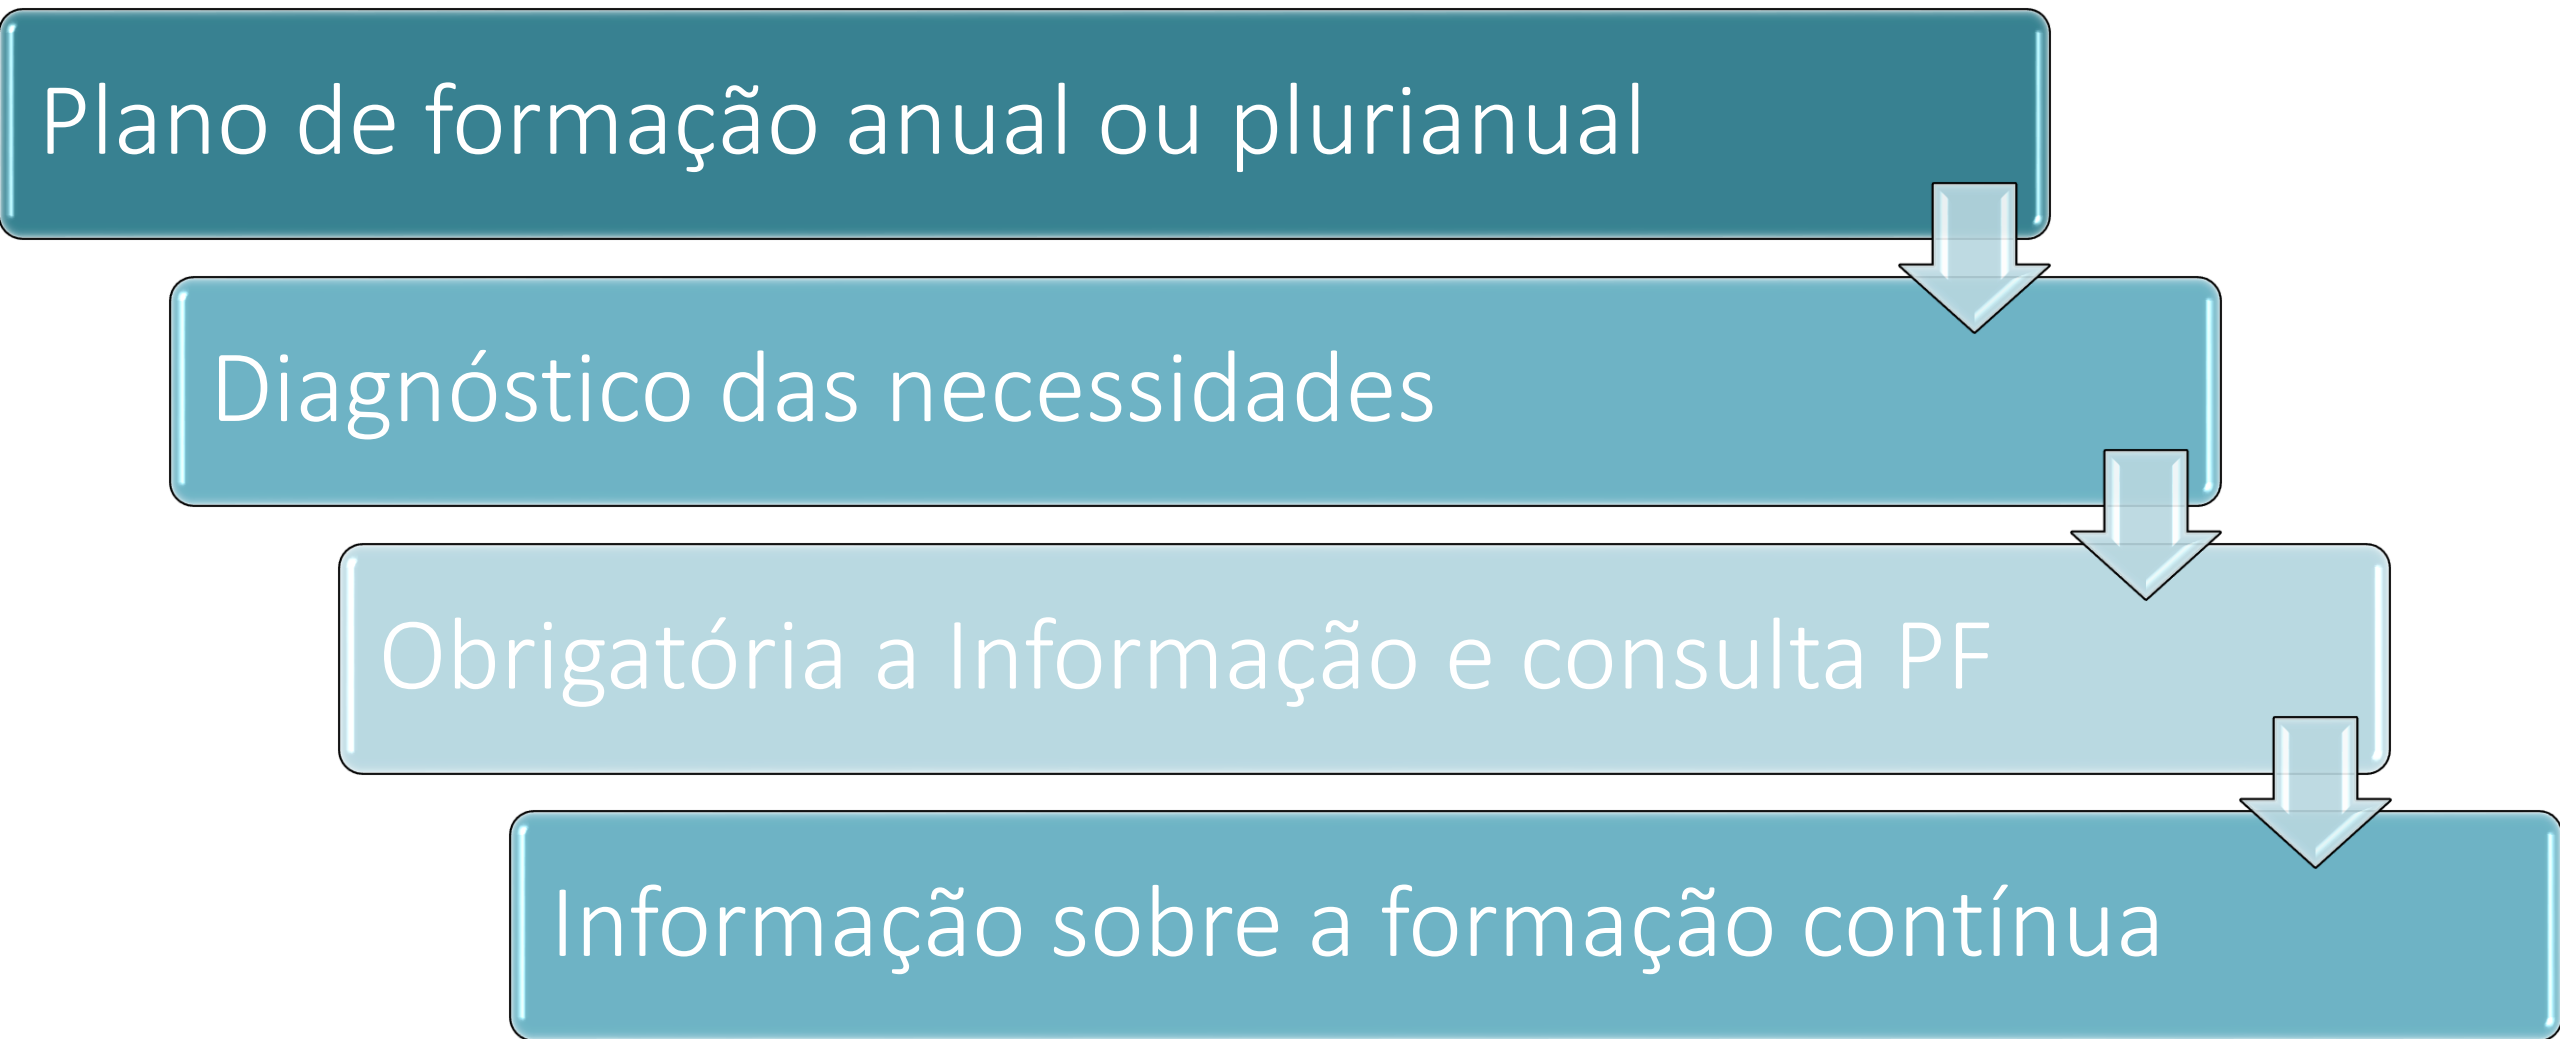 Plano de formação anual ou plurianual
Diagnóstico das necessidades
Obrigatória a Informação e consulta PF
Informação sobre a formação contínua